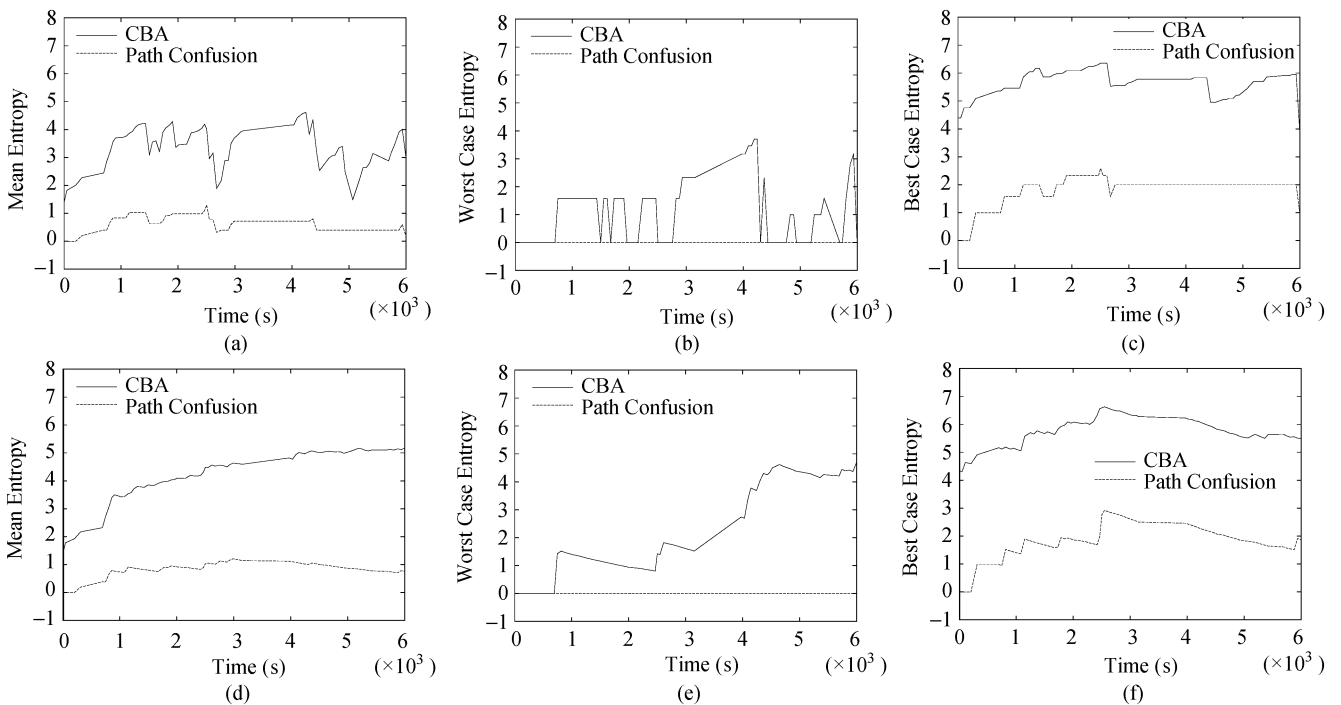 8
7
6
5
4
3
2
1
0
−1
Mean Entropy
CBA
Path Confusion
0 1 2 3 4 5 6
Time (s)
(×10³ )
(a)
8
7
6
5
4
3
2
1
0
−1
Worst Case Entropy
CBA
Path Confusion
0 1 2 3 4 5 6
Time (s)
(×10³ )
(b)
8
7
6
5
4
3
2
1
0
−1
Best Case Entropy
CBA
Path Confusion
0 1 2 3 4 5 6
Time (s)
(×10³ )
(c)
8
7
6
5
4
3
2
1
0
−1
Mean Entropy
CBA
Path Confusion
0 1 2 3 4 5 6
Time (s)
(×10³ )
(d)
8
7
6
5
4
3
2
1
0
−1
Worst Case Entropy
CBA
Path Confusion
0 1 2 3 4 5 6
Time (s)
(×10³ )
(e)
8
7
6
5
4
3
2
1
0
−1
Best Case Entropy
CBA
Path Confusion
0 1 2 3 4 5 6
Time (s)
(×10³ )
(f)